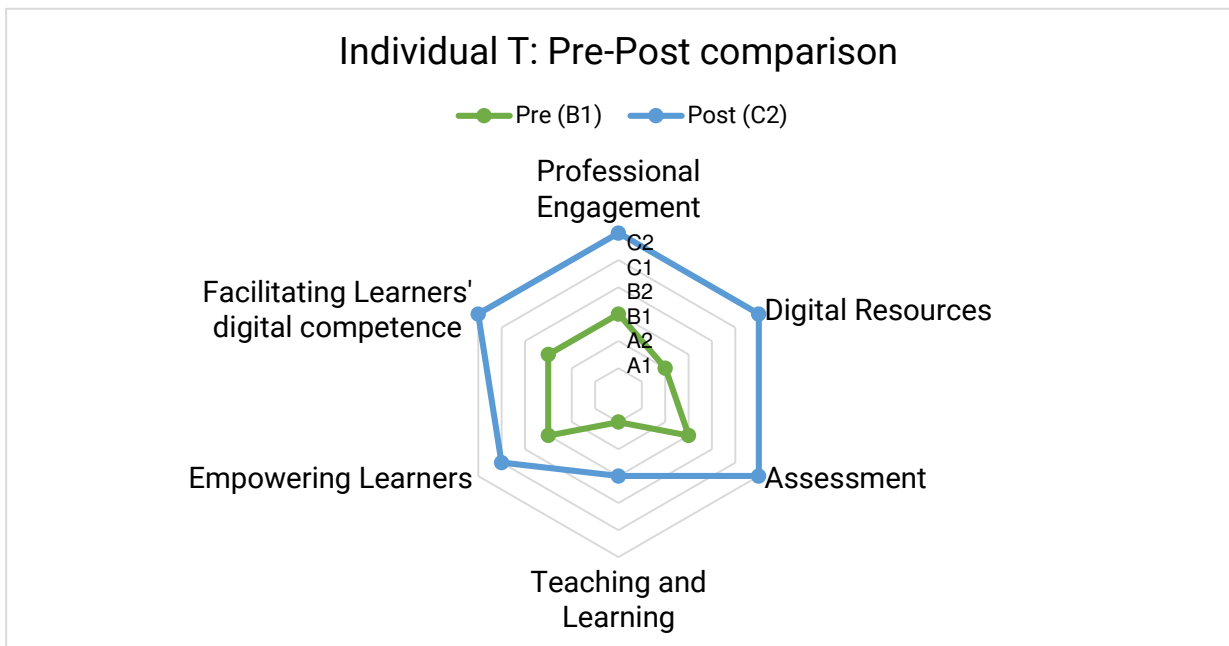 Individual T: Pre-Post comparison
Pre (B1) Post (C2)
Professional
Engagement
C2
C1
B2
B1
A2
A1
Facilitating Learners'
digital competence
Digital Resources
Empowering Learners
Assessment
Teaching and
Learning